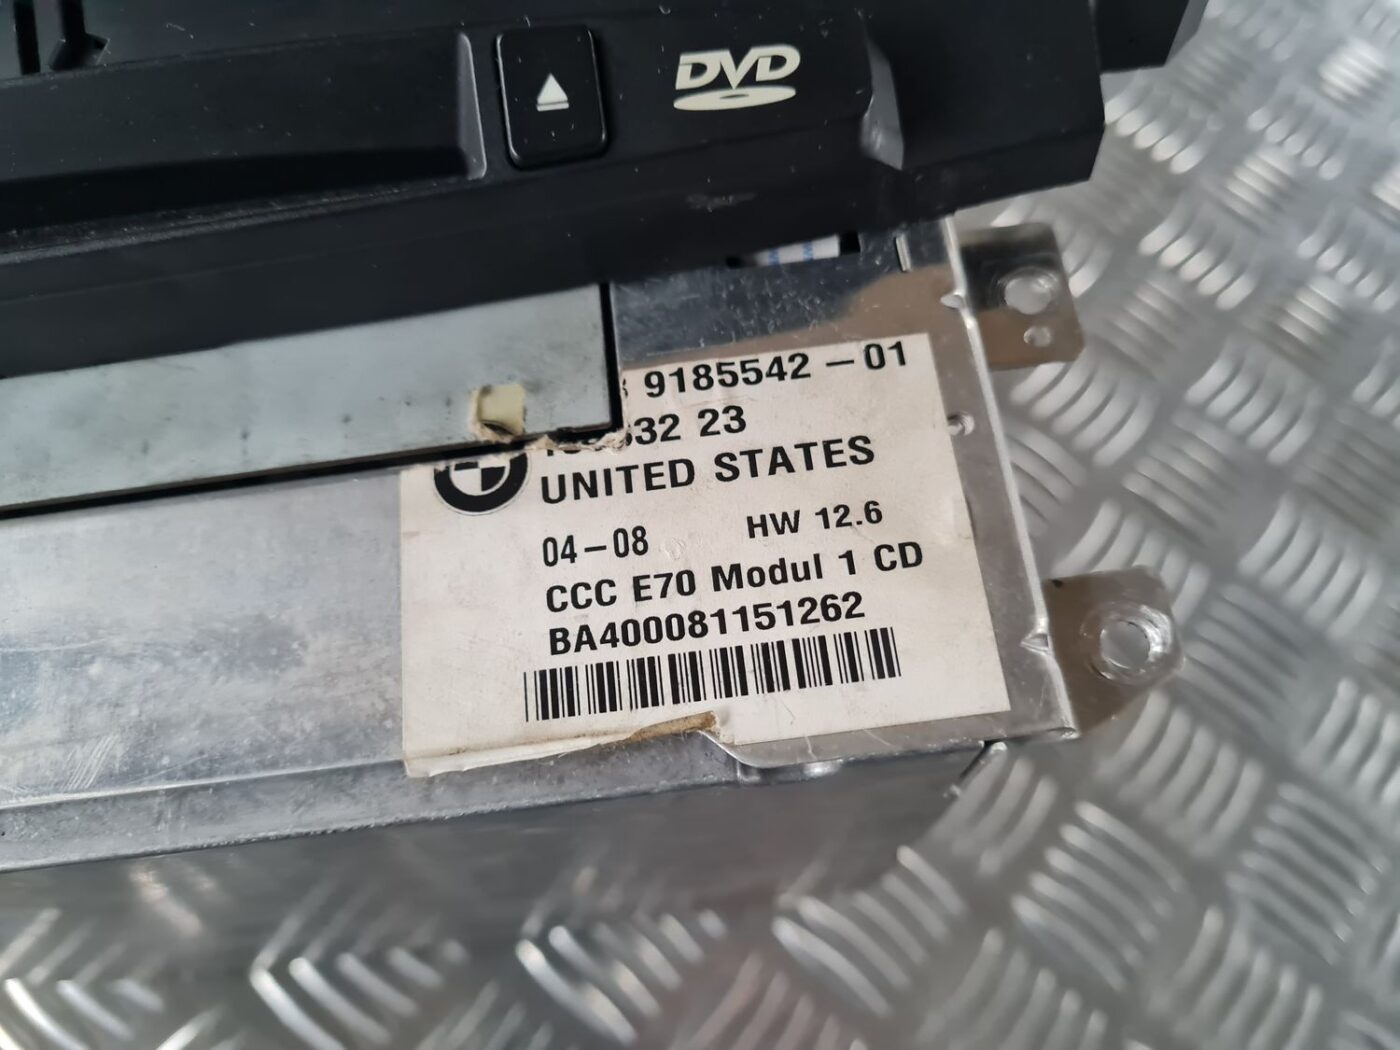 DVD
9185542-01
32 23
UNITED STATES
04-08 HW 12.6
CCC E70 Modul 1 CD
BA400081151262